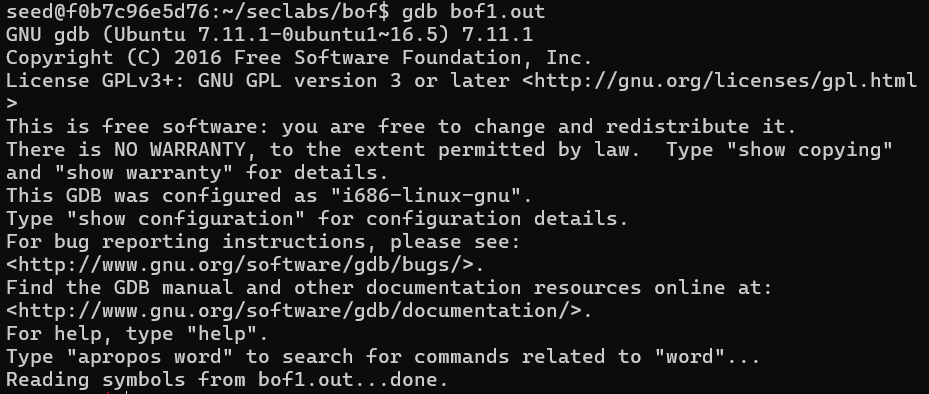 seed@f0b7c96e5d76:~/seclabs/bof$ gdb bof1.out
GNU gdb (Ubuntu 7.11.1-0ubuntu1~16.5) 7.11.1
Copyright (C) 2016 Free Software Foundation, Inc.
License GPLv3+: GNU GPL version 3 or later <http://gnu.org/licenses/gpl.html
>
This is free software: you are free to change and redistribute it.
There is NO WARRANTY, to the extent permitted by law.  Type "show copying"
and "show warranty" for details.
This GDB was configured as "i686-linux-gnu".
Type "show configuration" for configuration details.
For bug reporting instructions, please see:
<http://www.gnu.org/software/gdb/bugs/>.
Find the GDB manual and other documentation resources online at:
<http://www.gnu.org/software/gdb/documentation/>.
For help, type "help".
Type "apropos word" to search for commands related to "word"...
Reading symbols from bof1.out...done.